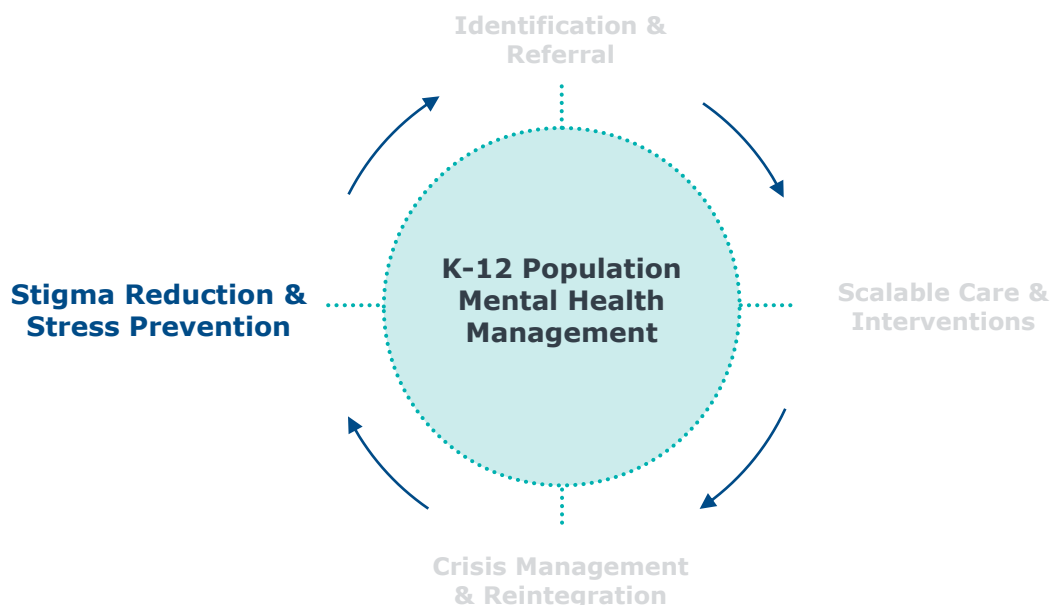 Identification &
Referral
K-12 Population
Mental Health
Management
Stigma Reduction &
Stress Prevention
Scalable Care &
Interventions
Crisis Management
& Reintegration